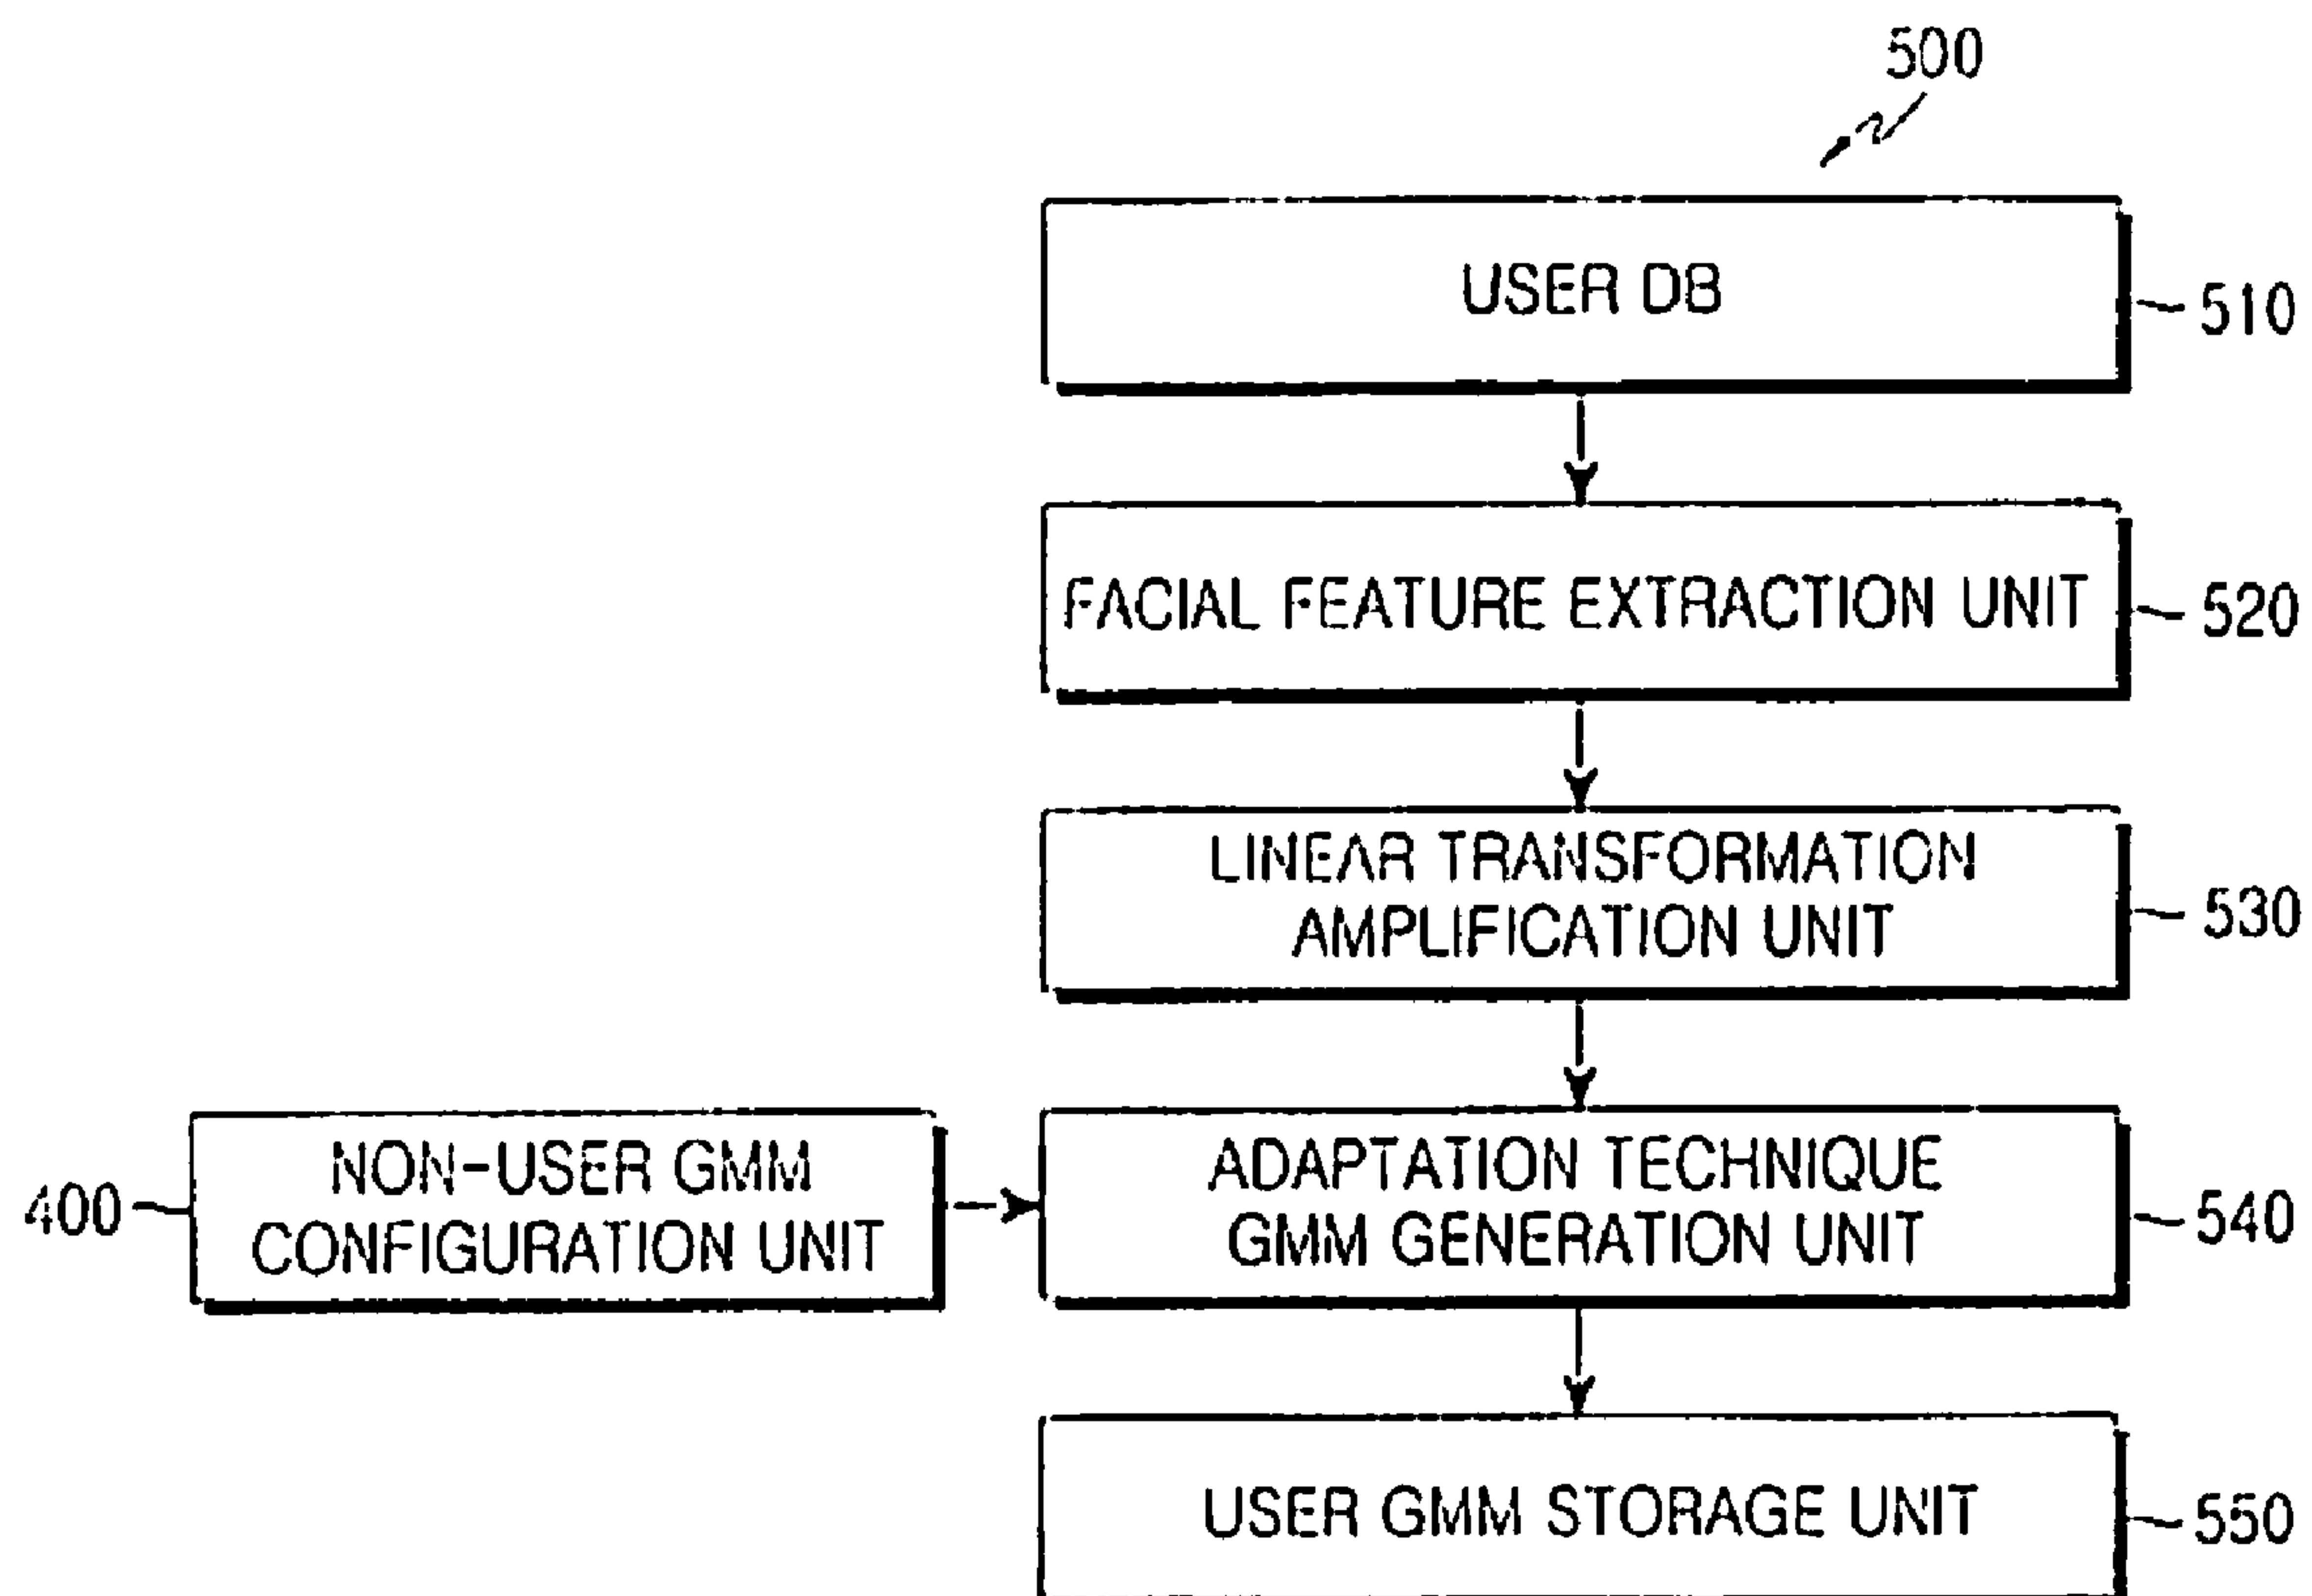 500
USER DB
510
FACIAL FEATURE EXTRACTION UNIT
520
LINEAR TRANSFORMATION
AMPLIFICATION UNIT
530
NON-USER GMM
CONFIGURATION UNIT
400
ADAPTATION TECHNIQUE
GMM GENERATION UNIT
540
USER GMM STORAGE UNIT
550